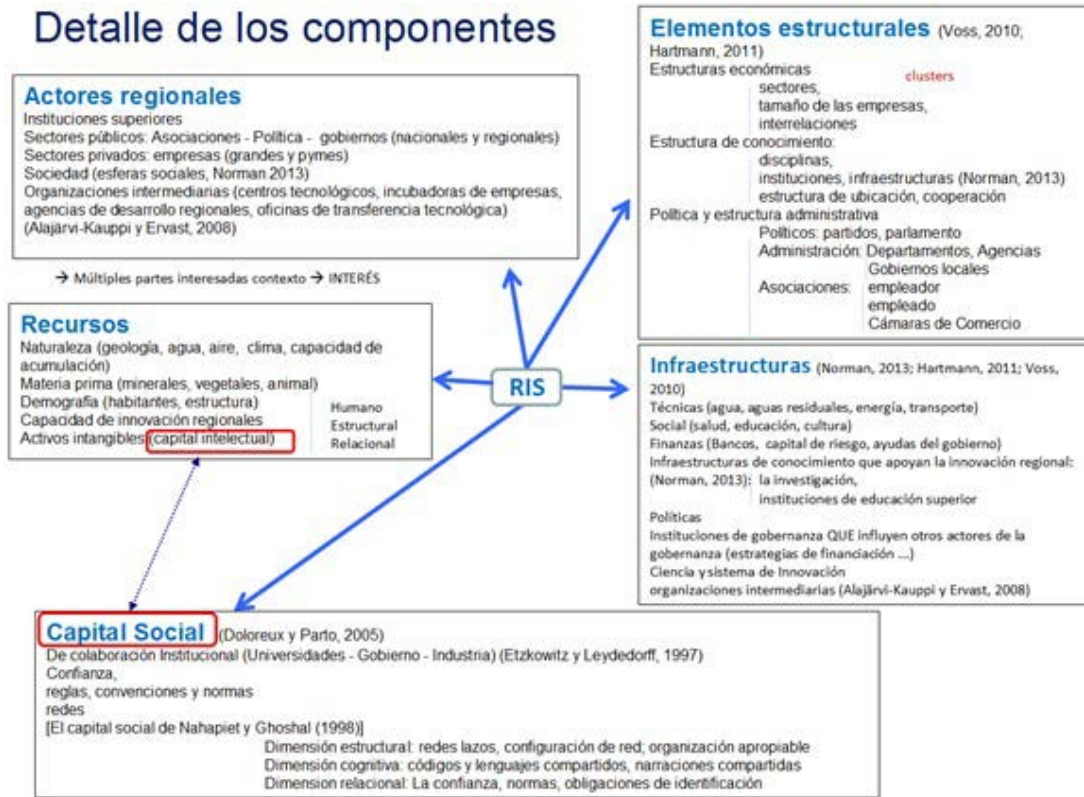 Detalle de los componentes
Actores regionales
Instituciones superiores
Sectores públicos: Asociaciones - Política - gobiernos (nacionales y regionales)
Sectores privados: empresas (grandes y pymes)
Sociedad (esferas sociales, Norman 2013)
Organizaciones intermediarias (centros tecnológicos, incubadoras de empresas,
agencias de desarrollo regionales, oficinas de transferencia tecnológica)
(Alajärvi-Kauppi y Ervast, 2008)
→ Múltiples partes interesadas contexto → INTERÉS
Recursos
Naturaleza (geología, agua, aire, clima, capacidad de
acumulación)
Materia prima (minerales, vegetales, animal)
Demografía (habitantes, estructura)
Capacidad de innovación regionales
Activos intangibles (capital intelectual)
Humano
Estructural
Relacional
RIS
Elementos estructurales (Voss, 2010;
Hartmann, 2011)
Estructuras económicas
clusters
sectores,
tamaño de las empresas,
interrelaciones
Estructura de conocimiento:
disciplinas,
instituciones, infraestructuras (Norman, 2013)
estructura de ubicación, cooperación
Política y estructura administrativa
Políticos: partidos, parlamento
Administración: Departamentos, Agencias
Gobiernos locales
Asociaciones: empleador
empleado
Cámaras de Comercio
Infraestructuras (Norman, 2013; Hartmann, 2011; Voss,
2010)
Técnicas (agua, aguas residuales, energía, transporte)
Social (salud, educación, cultura)
Finanzas (Bancos, capital de riesgo, ayudas del gobierno)
Infraestructuras de conocimiento que apoyan la innovación regional:
(Norman, 2013): la investigación,
instituciones de educación superior
Políticas
Instituciones de gobernanza QUE influyen otros actores de la
gobernanza (estrategias de financiación ...)
Ciencia y sistema de Innovación
organizaciones intermediarias (Alajärvi-Kauppi y Ervast, 2008)
Capital Social (Doloreux y Parto, 2005)
De colaboración Institucional (Universidades - Gobierno - Industria) (Etzkowitz y Leydedorff, 1997)
Confianza,
reglas, convenciones y normas
redes
[El capital social de Nahapiet y Ghoshal (1998)]
Dimensión estructural: redes lazos, configuración de red; organización apropiable
Dimensión cognitiva: códigos y lenguajes compartidos, narraciones compartidas
Dimension relacional: La confianza, normas, obligaciones de identificación